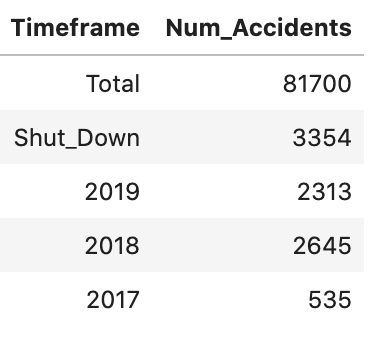 Timeframe Num_Accidents
Total 81700
Shut_Down 3354
2019 2313
2018 2645
2017 535